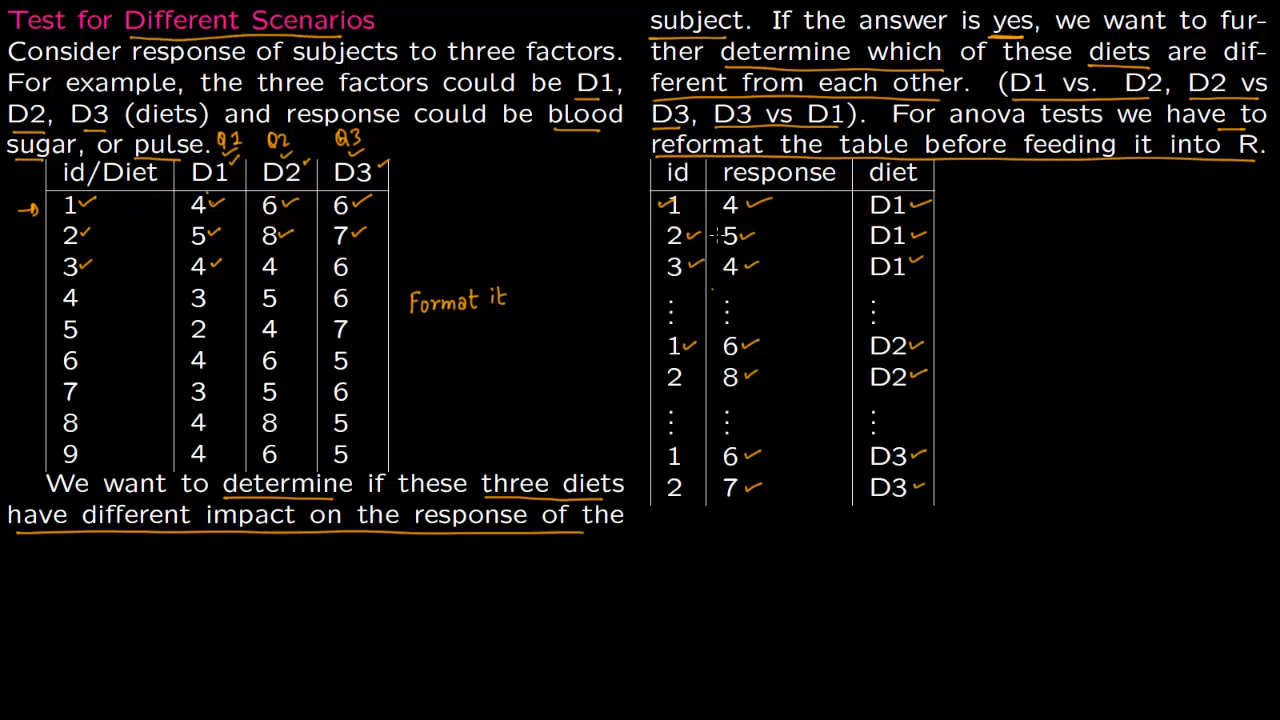 Test for Different Scenarios
Consider response of subjects to three factors.
For example, the three factors could be D1,
D2, D3 (diets) and response could be blood
sugar, or pulse. Q1 Q2 Q3
id/Diet D1 D2 D3
1 4 6 6
2 5 8 7
3 4 4 6
4 3 5 6
5 2 4 7
6 4 6 5
7 3 5 6
8 4 8 5
9 4 6 5
Format it
We want to determine if these three diets
have different impact on the response of the
subject. If the answer is yes, we want to fur-
ther determine which of these diets are dif-
ferent from each other. (D1 vs. D2, D2 vs
D3, D3 vs D1). For anova tests we have to
reformat the table before feeding it into R.
id response diet
1 4 D1
2 5 D1
3 4 D1
⋮ ⋮ ⋮
1 6 D2
2 8 D2
⋮ ⋮ ⋮
1 6 D3
2 7 D3